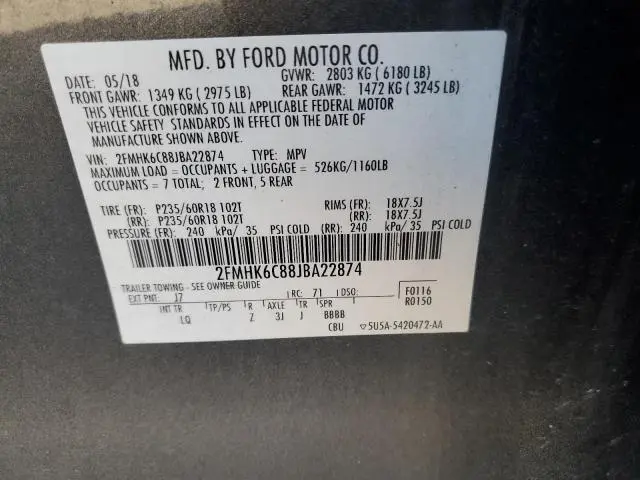 MFD. BY FORD MOTOR CO.
DATE: 05/18 GVWR: 2803 KG ( 6180 LB)
FRONT GAWR: 1349 KG ( 2975 LB) REAR GAWR: 1472 KG ( 3245 LB)
THIS VEHICLE CONFORMS TO ALL APPLICABLE FEDERAL MOTOR
VEHICLE SAFETY STANDARDS IN EFFECT ON THE DATE OF
MANUFACTURE SHOWN ABOVE.
VIN: 2FMHK6C88JBA22874 TYPE: MPV
MAXIMUM LOAD = OCCUPANTS + LUGGAGE = 526KG/1160LB
OCCUPANTS = 7 TOTAL; 2 FRONT, 5 REAR
TIRE (FR): P235/60R18 102T RIMS (FR): 18X7.5J
(RR): P235/60R18 102T (RR): 18X7.5J
PRESSURE (FR): 240 kPa/ 35 PSI COLD (RR): 240 kPa/ 35 PSI COLD
2FMHK6C88JBA22874
TRAILER TOWING - SEE OWNER GUIDE
EXT PNT: J7 RC: 71 DSO: F0116
INT TR TP/PS R AXLE TR SPR R0150
LQ Z 3J J BBBB
CBU 5U5A-5420472-AA